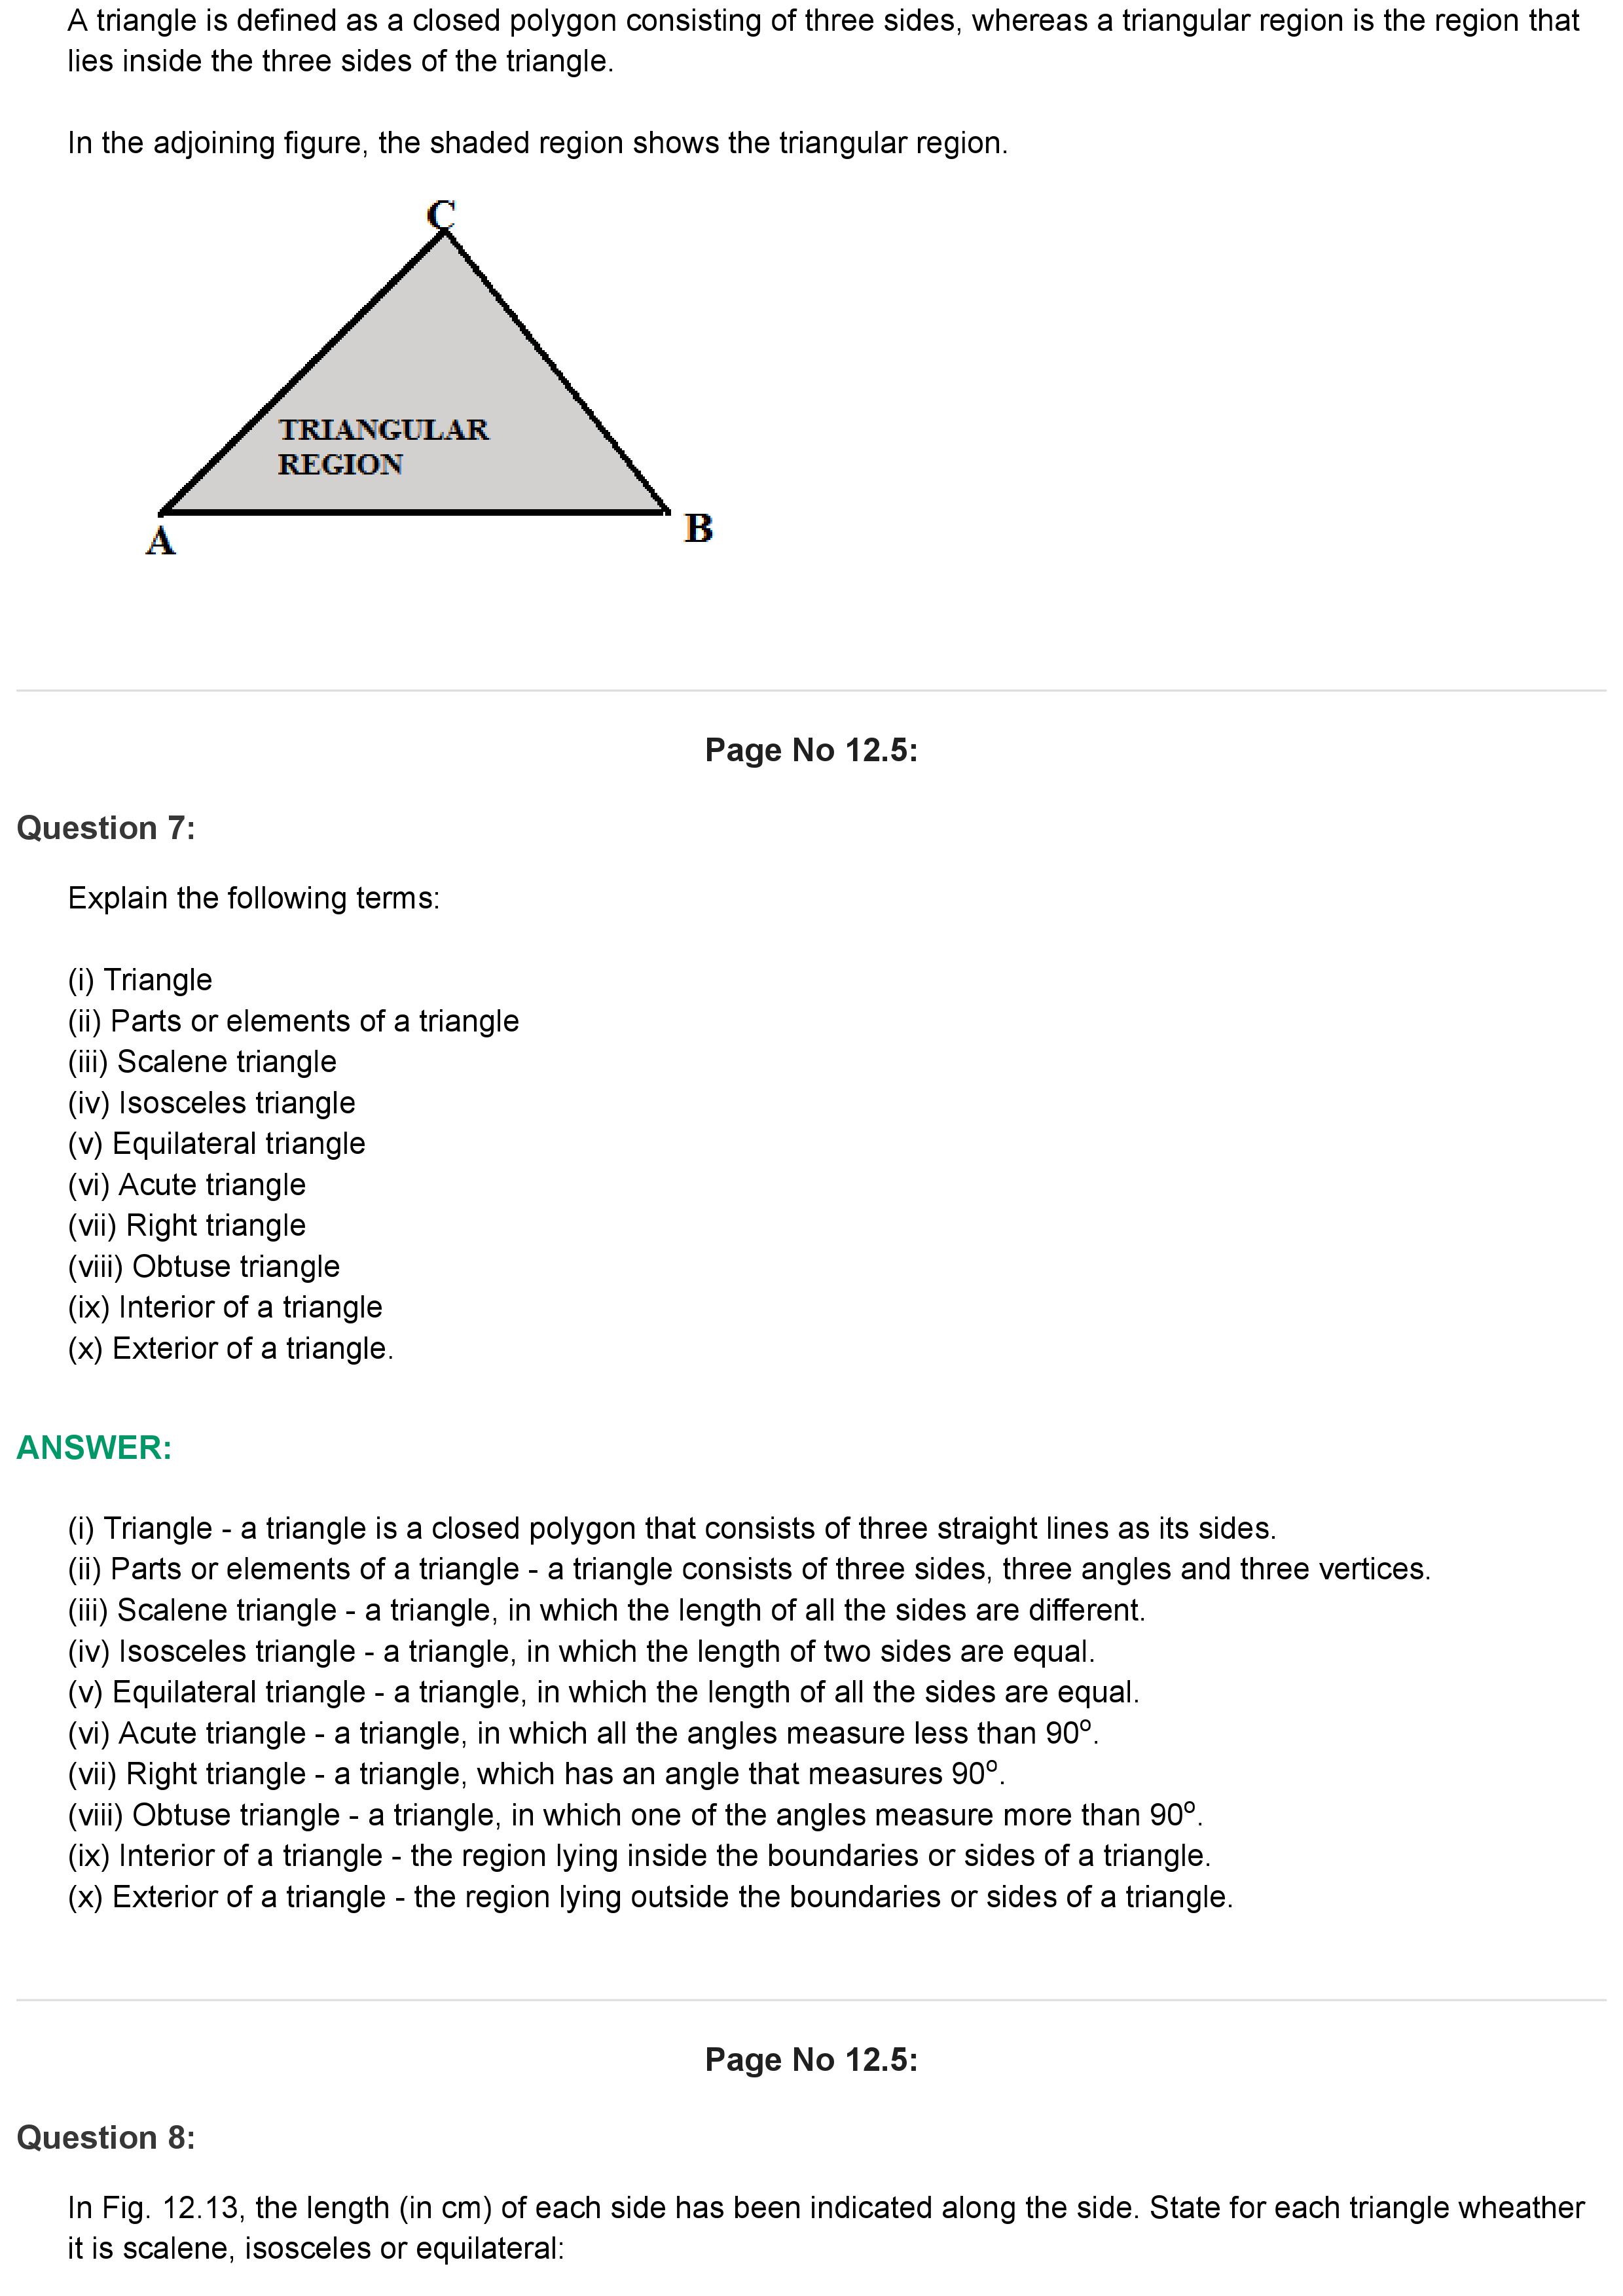 A triangle is defined as a closed polygon consisting of three sides, whereas a triangular region is the region that
lies inside the three sides of the triangle.
In the adjoining figure, the shaded region shows the triangular region.
C
TRIANGULAR
REGION
A
B
Page No 12.5:
Question 7:
Explain the following terms:
(i) Triangle
(ii) Parts or elements of a triangle
(iii) Scalene triangle
(iv) Isosceles triangle
(v) Equilateral triangle
(vi) Acute triangle
(vii) Right triangle
(viii) Obtuse triangle
(ix) Interior of a triangle
(x) Exterior of a triangle.
ANSWER:
(i) Triangle - a triangle is a closed polygon that consists of three straight lines as its sides.
(ii) Parts or elements of a triangle - a triangle consists of three sides, three angles and three vertices.
(iii) Scalene triangle - a triangle, in which the length of all the sides are different.
(iv) Isosceles triangle - a triangle, in which the length of two sides are equal.
(v) Equilateral triangle - a triangle, in which the length of all the sides are equal.
(vi) Acute triangle - a triangle, in which all the angles measure less than 90º.
(vii) Right triangle - a triangle, which has an angle that measures 90º.
(viii) Obtuse triangle - a triangle, in which one of the angles measure more than 90º.
(ix) Interior of a triangle - the region lying inside the boundaries or sides of a triangle.
(x) Exterior of a triangle - the region lying outside the boundaries or sides of a triangle.
Page No 12.5:
Question 8:
In Fig. 12.13, the length (in cm) of each side has been indicated along the side. State for each triangle wheather
it is scalene, isosceles or equilateral: